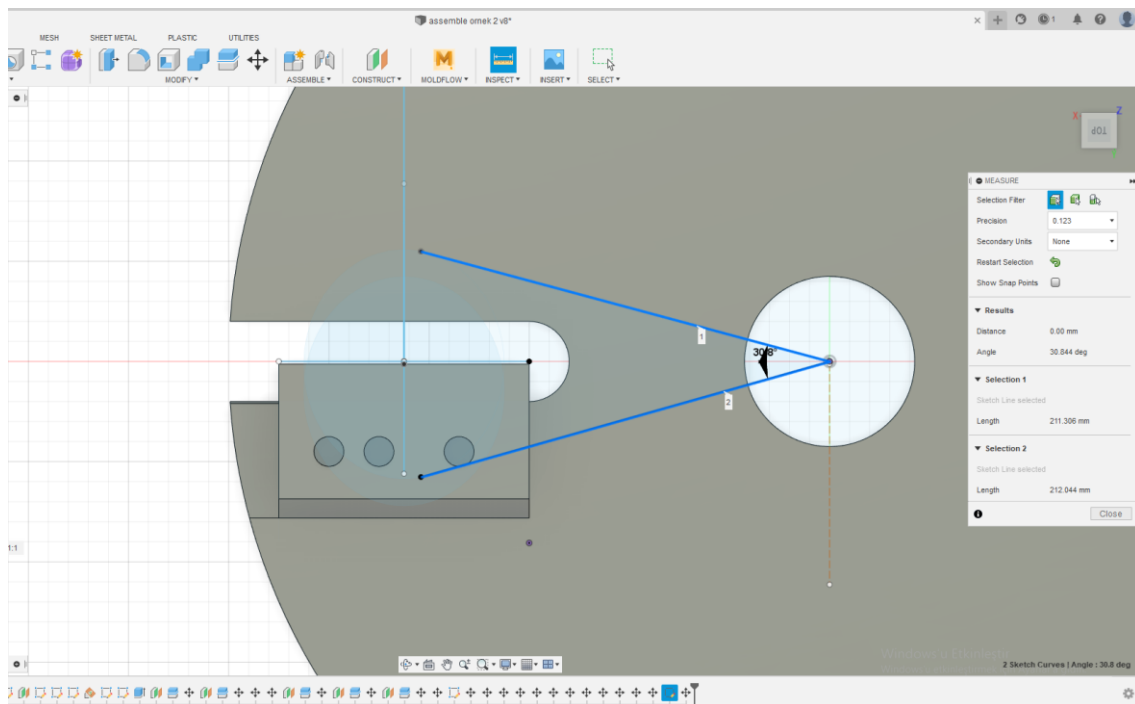 assemble ornek 2 v8*
1
MESH SHEET METAL PLASTIC UTILITIES
MODIFY ASSEMBLE CONSTRUCT MOLDFLOW INSPECT INSERT SELECT
X Z
TOP
MEASURE
Selection Filter
Precision 0.123
Secondary Units None
Restart Selection
Show Snap Points
Results
Distance 0.00 mm
Angle 30.844 deg
Selection 1
Sketch Line selected
Length 211.306 mm
Selection 2
Sketch Line selected
Length 212.044 mm
Close
1
30.8°
2
1:1
2 Sketch Curves | Angle : 30.8 deg